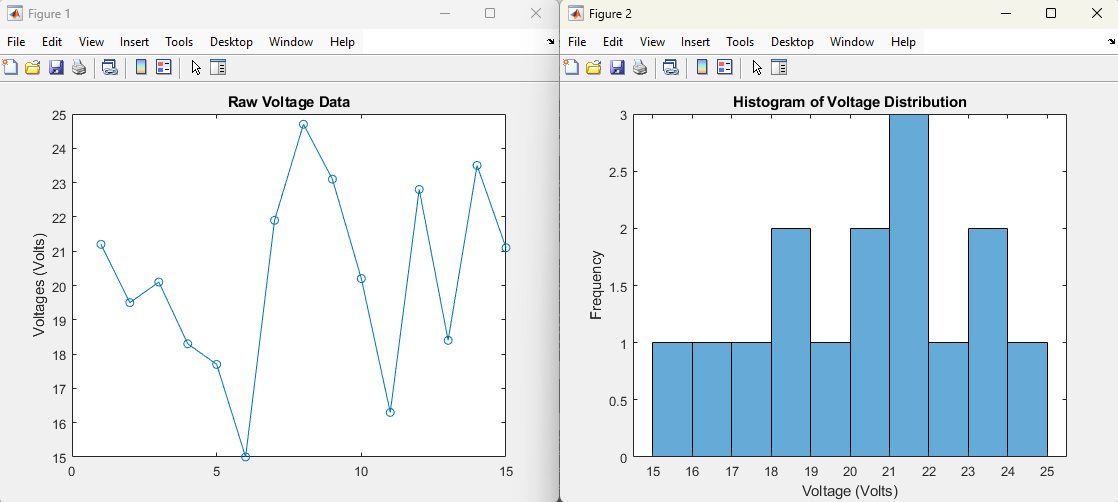 Figure 1
File Edit View Insert Tools Desktop Window Help
Raw Voltage Data
25
24
23
22
21
20
19
18
17
16
15
Voltages (Volts)
0 5 10 15
Figure 2
File Edit View Insert Tools Desktop Window Help
Histogram of Voltage Distribution
3
2.5
2
1.5
1
0.5
0
Frequency
15 16 17 18 19 20 21 22 23 24 25
Voltage (Volts)